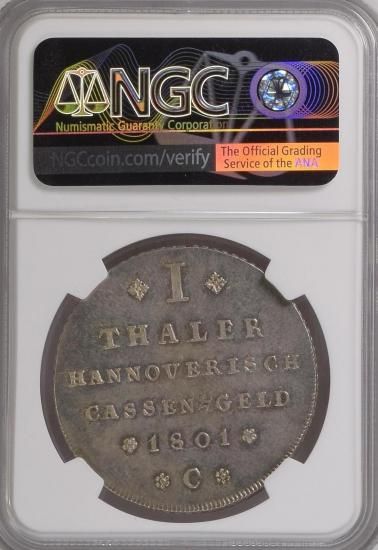 NGC
Numismatic Guaranty Corporation
NGCcoin.com/verify
The Official Grading
Service of the ANA
I
THALER
HANNOVERISCH
CASSEN-GELD
1801
C